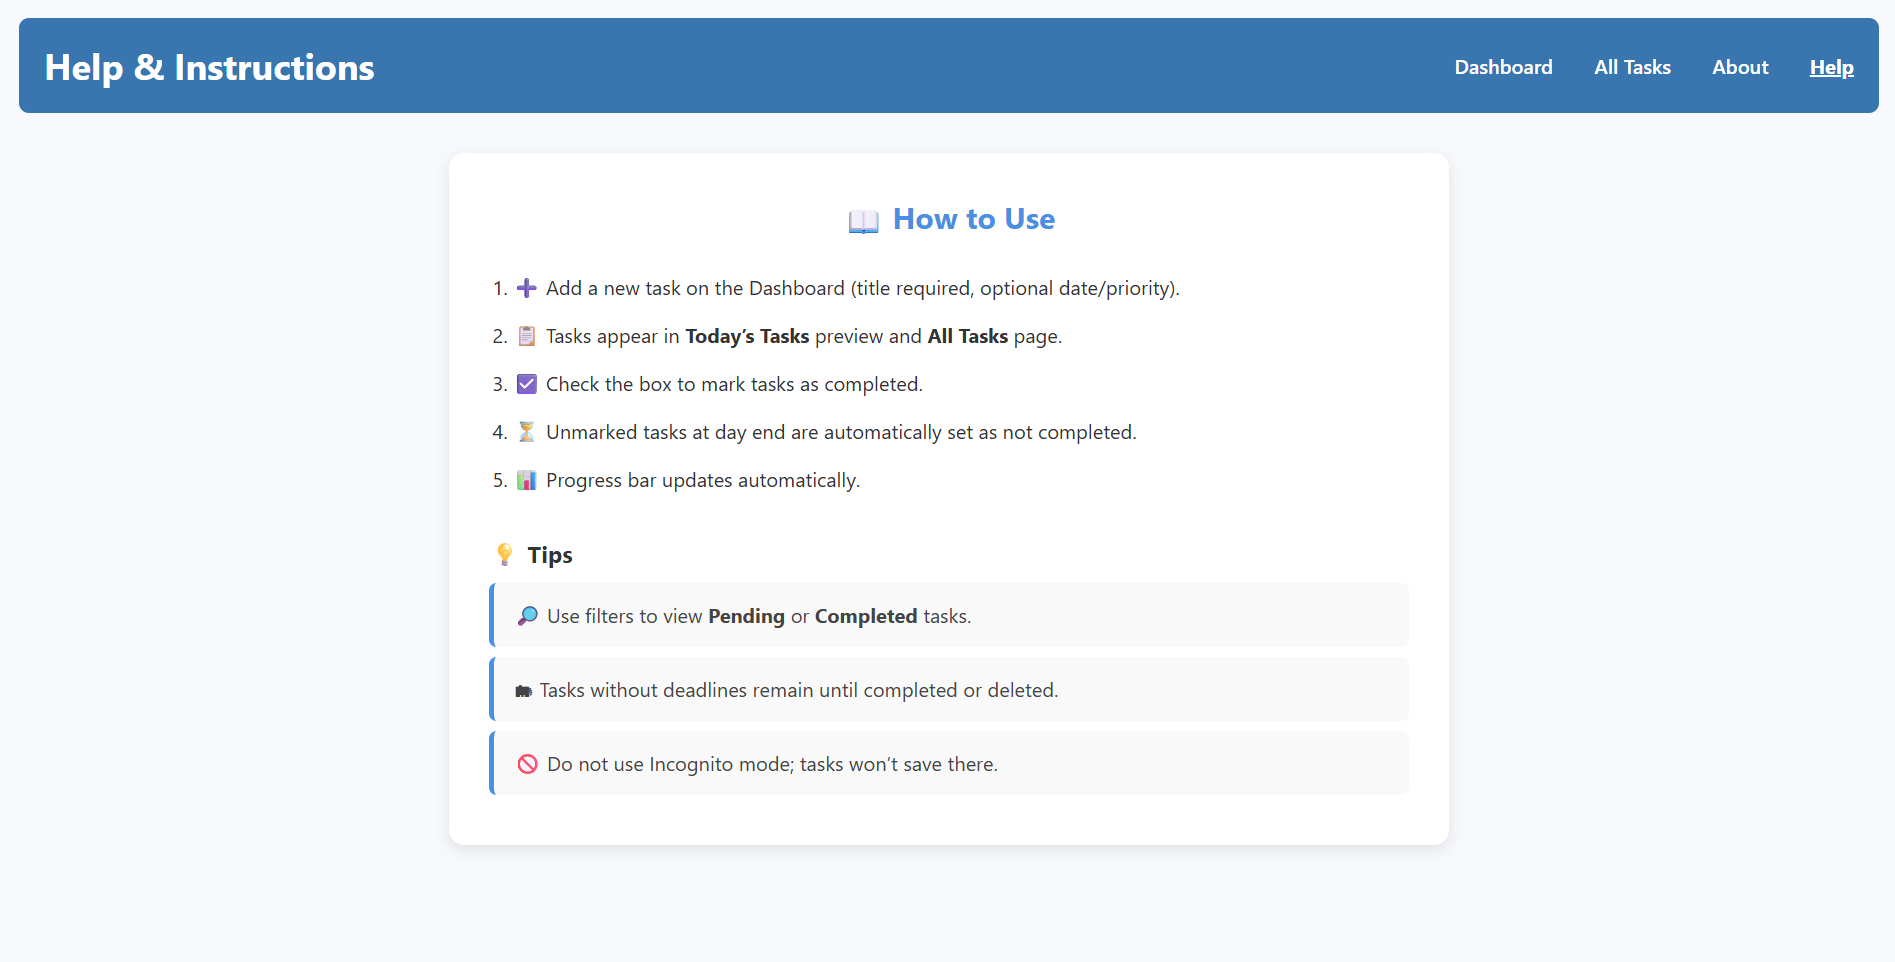 Help & Instructions
Dashboard
All Tasks
About
Help
📖 How to Use
1. ➕ Add a new task on the Dashboard (title required, optional date/priority).
2. 📋 Tasks appear in Today’s Tasks preview and All Tasks page.
3. ☑️ Check the box to mark tasks as completed.
4. ⏳ Unmarked tasks at day end are automatically set as not completed.
5. 📊 Progress bar updates automatically.
💡 Tips
🔎 Use filters to view Pending or Completed tasks.
🖿 Tasks without deadlines remain until completed or deleted.
🚫 Do not use Incognito mode; tasks won’t save there.